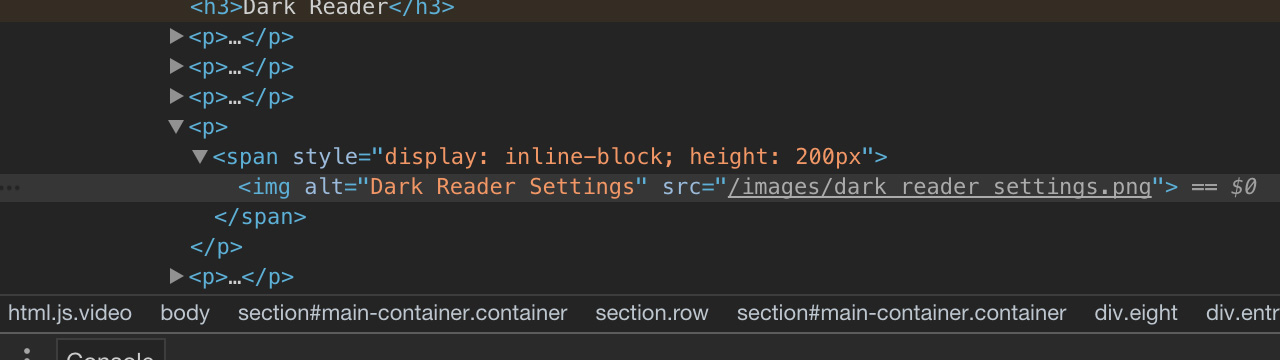 <h3>Dark Reader</h3>
▶<p>…</p>
▶<p>…</p>
▶<p>…</p>
▼<p>
▼<span style="display: inline-block; height: 200px">
…<img alt="Dark Reader Settings" src="/images/dark_reader_settings.png"> == $0
</span>
</p>
▶<p>…</p>
html.js.video body section#main-container.container section.row section#main-container.container div.eight div.entr
⋮ Console